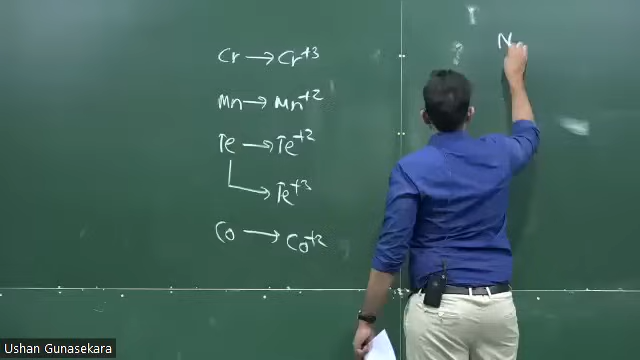 Cr → Cr+3
Mn → Mn+2
Fe → Fe+2
→ Fe+3
Co → Co+2
N
Ushan Gunasekara